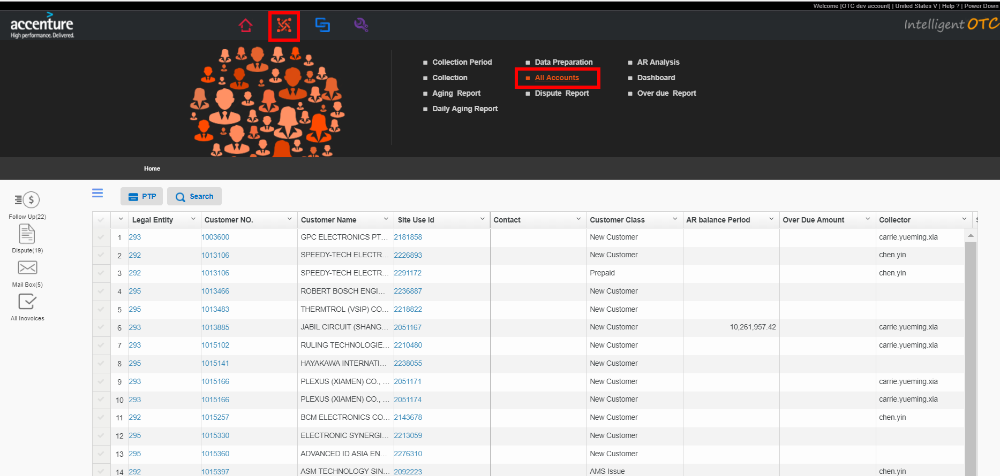 Welcome [OTC dev account] | United States V | Help ? | Power Down
accenture
High performance. Delivered.
Intelligent OTC
Collection Period
Data Preparation
AR Analysis
Collection
All Accounts
Dashboard
Aging Report
Dispute Report
Over due Report
Daily Aging Report
Home
PTP
Search
Follow Up(22)
Dispute(19)
Mail Box(5)
All Inovoices
Legal Entity Customer NO. Customer Name Site Use Id Contact Customer Class AR balance Period Over Due Amount Collector
1 293 1003600 GPC ELECTRONICS PT... 2181858 New Customer carrie.yueming.xia
2 292 1013106 SPEEDY-TECH ELECTR... 2226893 New Customer chen.yin
3 292 1013106 SPEEDY-TECH ELECTR... 2291172 Prepaid chen.yin
4 295 1013466 ROBERT BOSCH ENGI... 2236887 New Customer
5 295 1013483 THERMTROL (VSIP) CO... 2218822 New Customer
6 293 1013885 JABIL CIRCUIT (SHANG... 2051167 New Customer 10,261,957.42 carrie.yueming.xia
7 293 1015102 RULING TECHNOLOGIE... 2210480 New Customer carrie.yueming.xia
8 295 1015141 HAYAKAWA INTERNATI... 2238055 New Customer
9 293 1015166 PLEXUS (XIAMEN) CO., ... 2051171 New Customer carrie.yueming.xia
10 293 1015166 PLEXUS (XIAMEN) CO., ... 2051174 New Customer carrie.yueming.xia
11 292 1015257 BCM ELECTRONICS CO... 2143678 New Customer chen.yin
12 295 1015330 ELECTRONIC SYNERGI... 2213059 New Customer
13 295 1015360 ADVANCED ID ASIA EN... 2276310 New Customer
14 292 1015397 ASM TECHNOLOGY SIN... 2092223 AMS Issue chen.yin